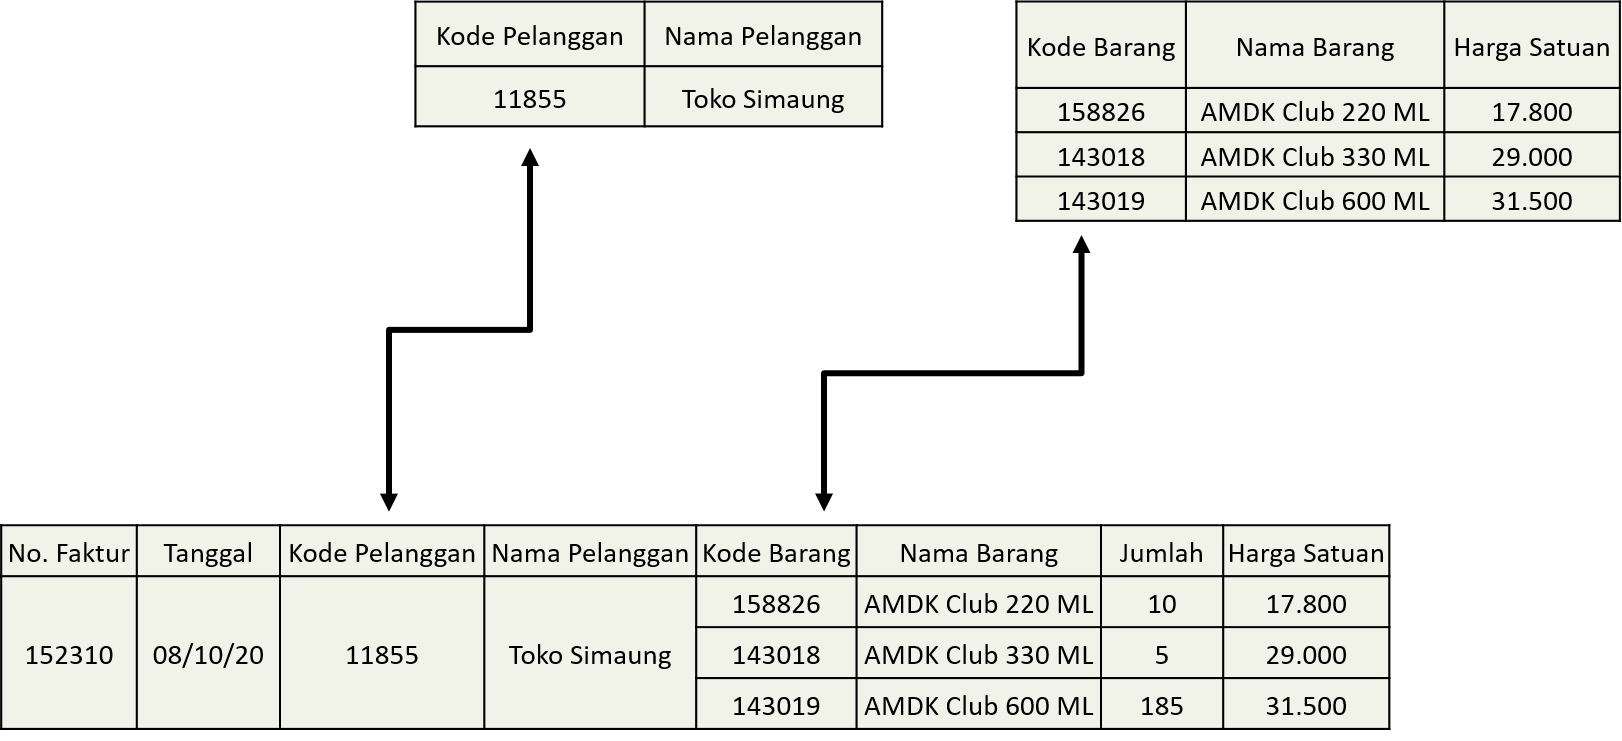 Kode Pelanggan Nama Pelanggan
11855 Toko Simaung
Kode Barang Nama Barang Harga Satuan
158826 AMDK Club 220 ML 17.800
143018 AMDK Club 330 ML 29.000
143019 AMDK Club 600 ML 31.500
No. Faktur Tanggal Kode Pelanggan Nama Pelanggan Kode Barang Nama Barang Jumlah Harga Satuan
158826 AMDK Club 220 ML 10 17.800
152310 08/10/20 11855 Toko Simaung 143018 AMDK Club 330 ML 5 29.000
143019 AMDK Club 600 ML 185 31.500